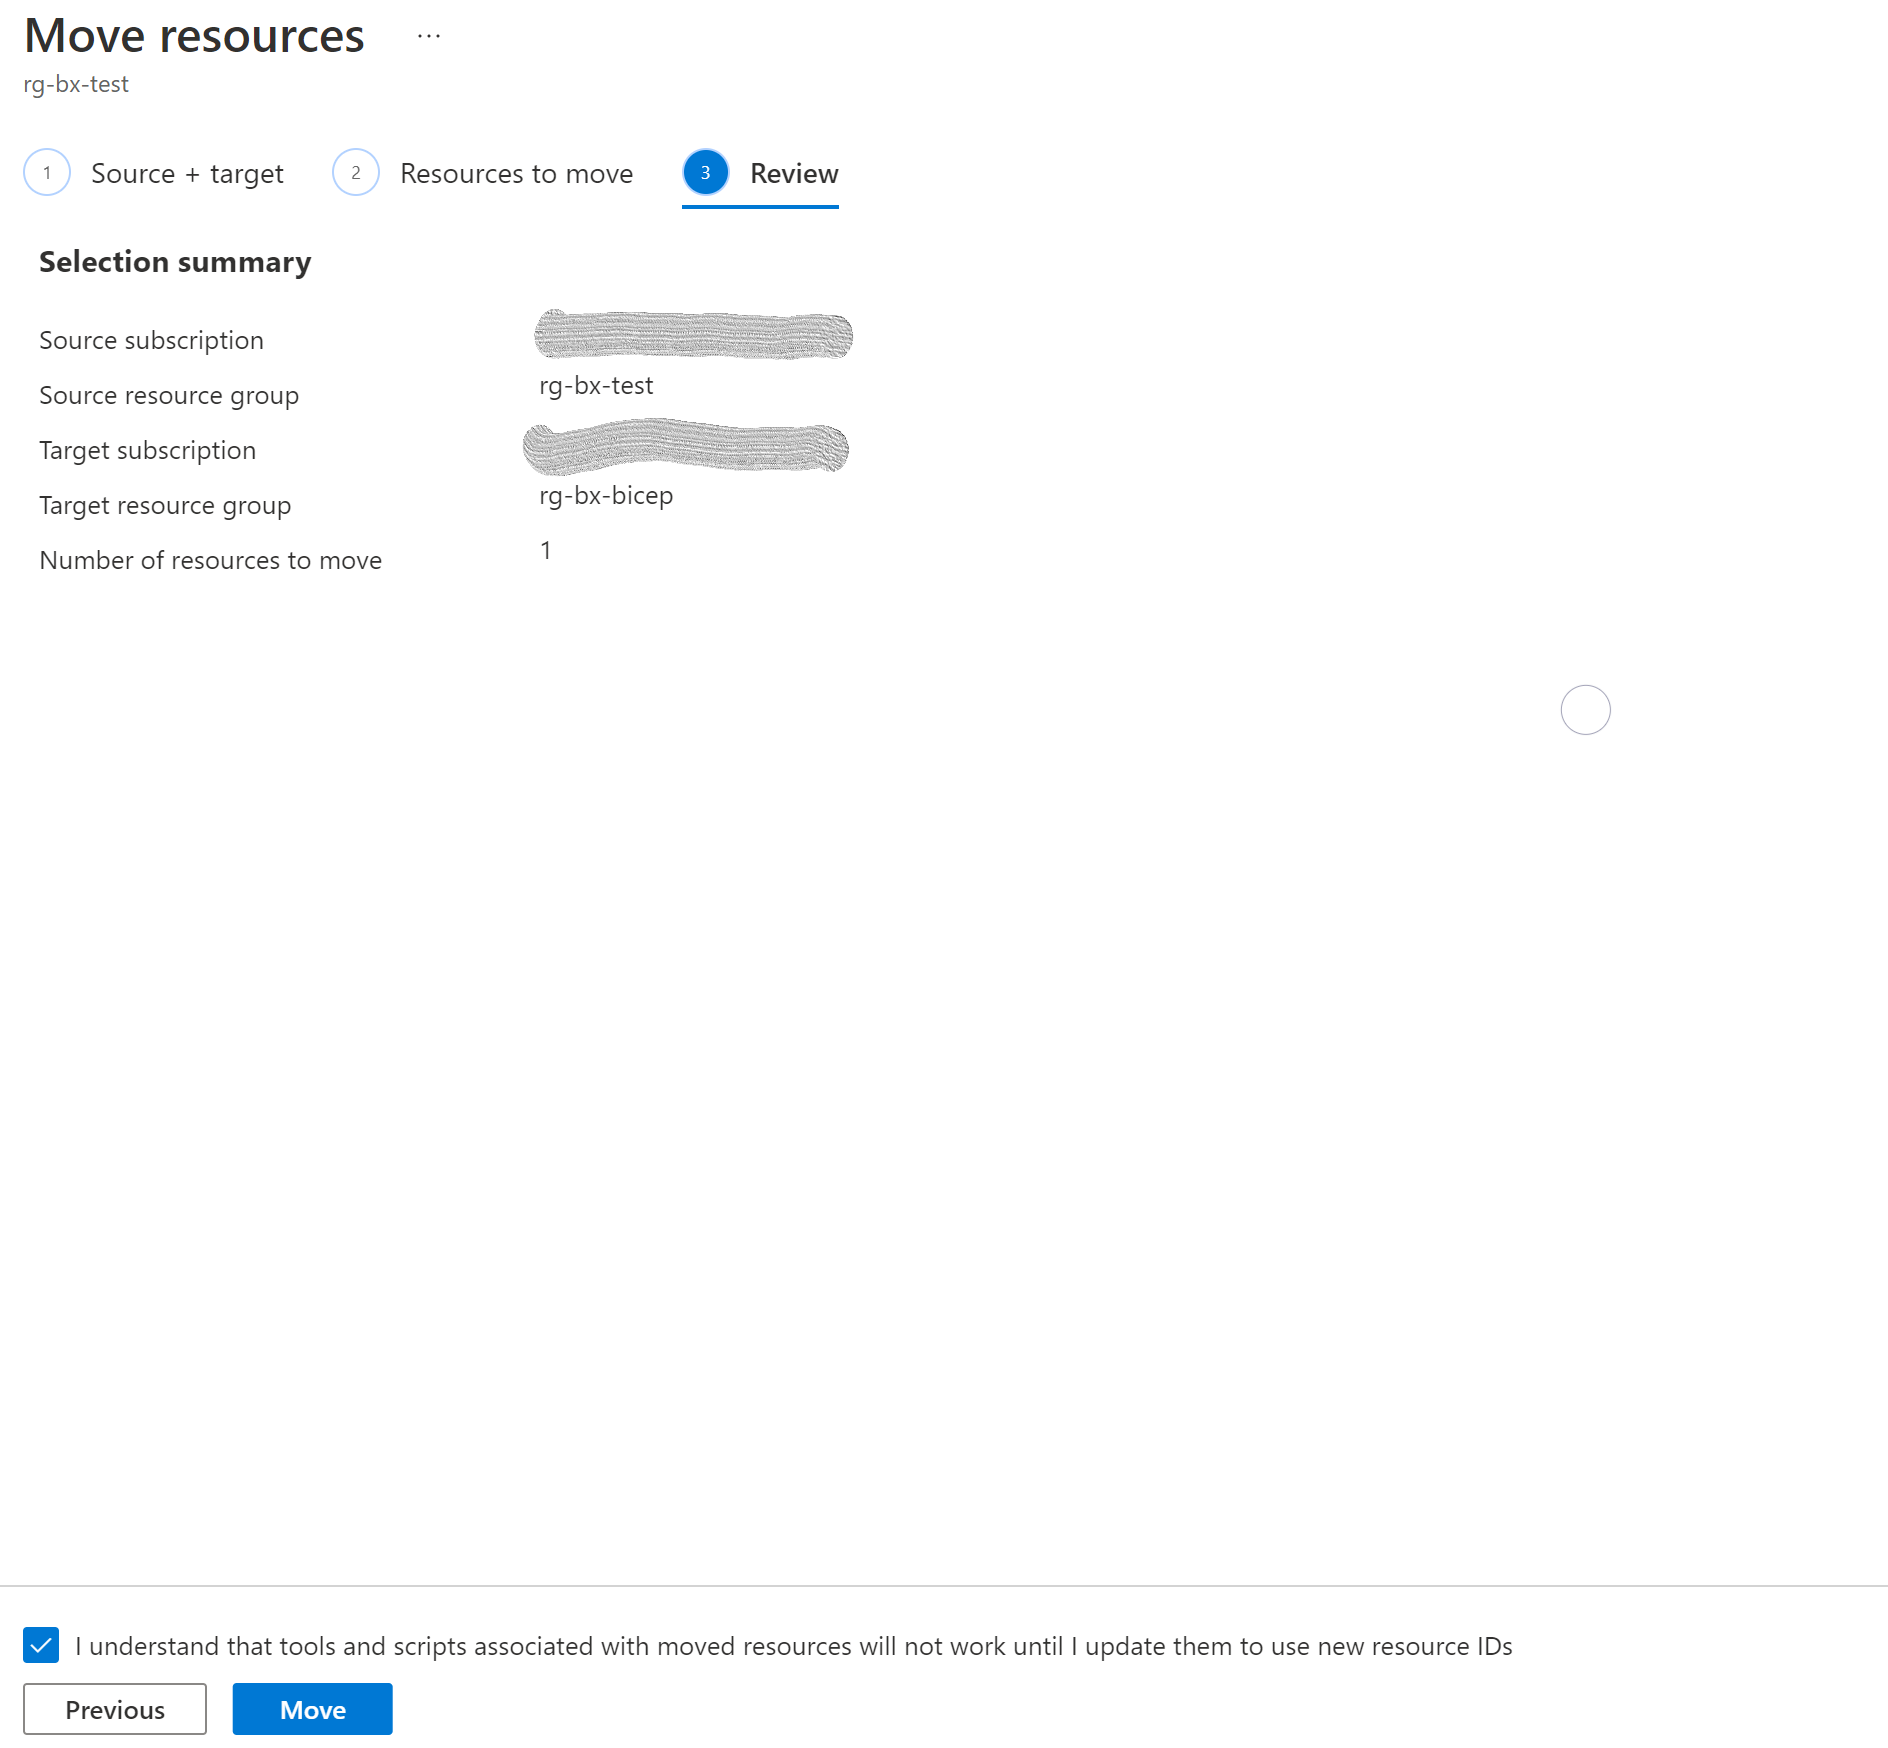 Move resources ...
rg-bx-test
1 Source + target 2 Resources to move 3 Review
Selection summary
Source subscription
Source resource group rg-bx-test
Target subscription
Target resource group rg-bx-bicep
Number of resources to move 1
I understand that tools and scripts associated with moved resources will not work until I update them to use new resource IDs
Previous Move